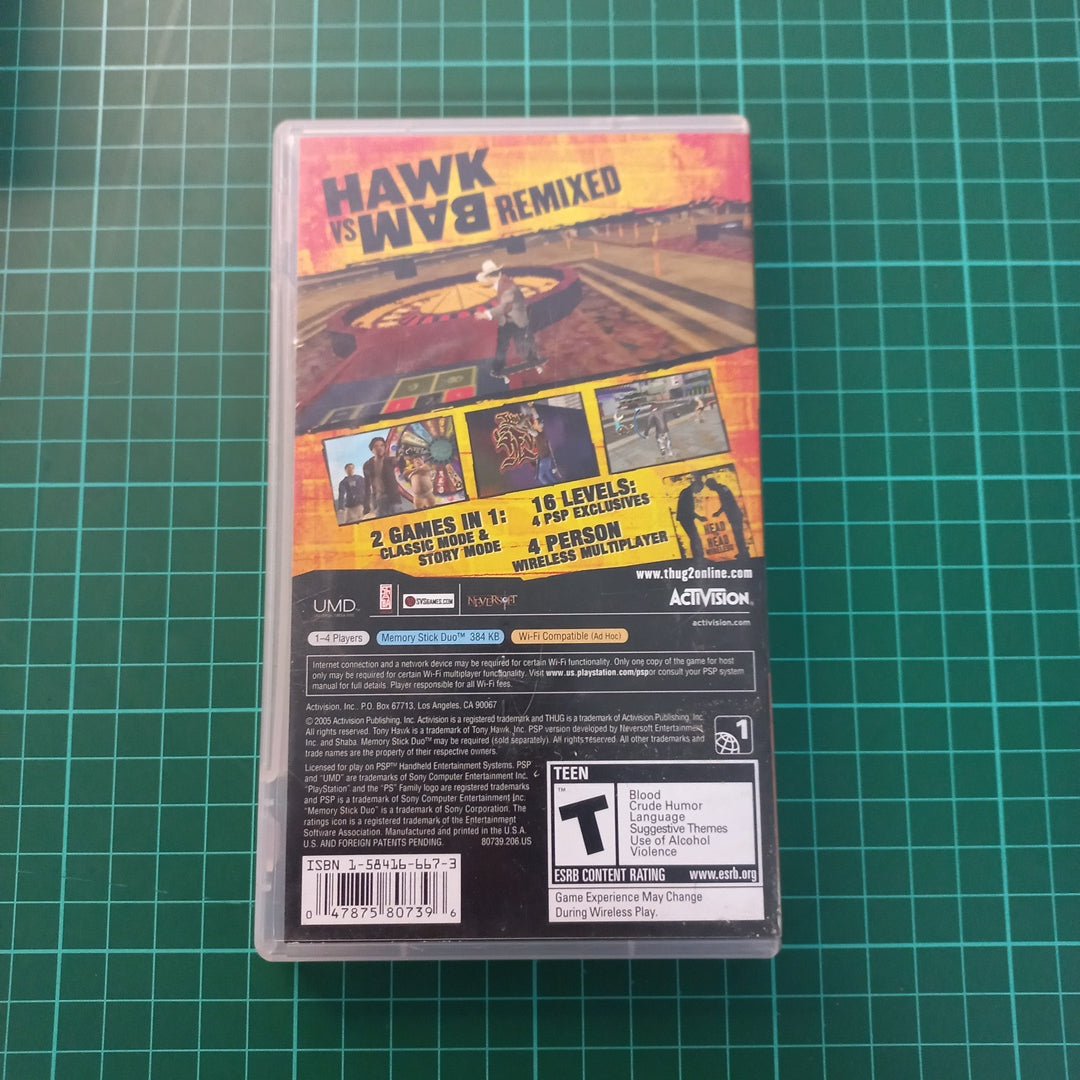 HAWK
VS BAM REMIXED
2 GAMES IN 1:
CLASSIC MODE &
STORY MODE
16 LEVELS:
4 PSP EXCLUSIVES
4 PERSON
WIRELESS MULTIPLAYER
HEAD
HEAD
WIRELESS
www.thug2online.com
UMD
SVSGAMES.COM
NEVERSOFT
ACTIVISION
activision.com
1–4 Players
Memory Stick Duo™ 384 KB
Wi-Fi Compatible (Ad Hoc)
Internet connection and a network device may be required for certain Wi-Fi functionality. Only one copy of the game for host
only may be required for certain Wi-Fi multiplayer functionality. Visit www.us.playstation.com/psp or consult your PSP system
manual for full details. Player responsible for all Wi-Fi fees.
Activision, Inc., P.O. Box 67713, Los Angeles, CA 90067
© 2005 Activision Publishing, Inc. Activision is a registered trademark and THUG is a trademark of Activision Publishing, Inc.
All rights reserved. Tony Hawk is a trademark of Tony Hawk, Inc. PSP version developed by Neversoft Entertainment
Inc. and Shaba. Memory Stick Duo™ may be required (sold separately). All rights reserved. All other trademarks and
trade names are the property of their respective owners.
1
Licensed for play on PSP™ Handheld Entertainment Systems. PSP
and "UMD" are trademarks of Sony Computer Entertainment Inc.
"PlayStation" and the "PS" Family logo are registered trademarks
and PSP is a trademark of Sony Computer Entertainment Inc.
"Memory Stick Duo" is a trademark of Sony Corporation. The
ratings icon is a registered trademark of the Entertainment
Software Association. Manufactured and printed in the U.S.A.
U.S. AND FOREIGN PATENTS PENDING.
80739.206.US
TEEN
T
Blood
Crude Humor
Language
Suggestive Themes
Use of Alcohol
Violence
ESRB CONTENT RATING www.esrb.org
Game Experience May Change
During Wireless Play.
ISBN 1-58416-667-3
0 47875 80739 6